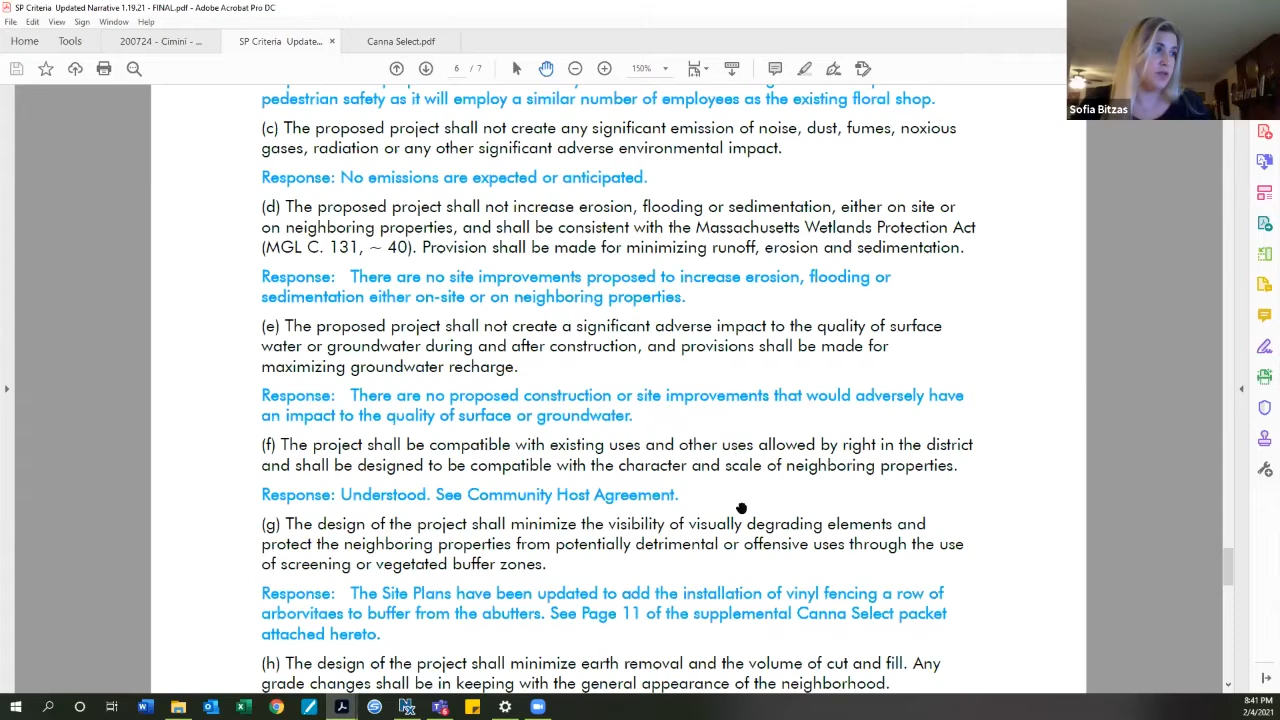 SP Criteria Updated Narrative 1.19.21 - FINAL.pdf - Adobe Acrobat Pro DC
File Edit View Sign Window Help
Home Tools 200724 - Cimini - ... SP Criteria Update... × Canna Select.pdf
6 / 7 150%
Sofia Bitzas
pedestrian safety as it will employ a similar number of employees as the existing floral shop.
(c) The proposed project shall not create any significant emission of noise, dust, fumes, noxious
gases, radiation or any other significant adverse environmental impact.
Response: No emissions are expected or anticipated.
(d) The proposed project shall not increase erosion, flooding or sedimentation, either on site or
on neighboring properties, and shall be consistent with the Massachusetts Wetlands Protection Act
(MGL C. 131, ~ 40). Provision shall be made for minimizing runoff, erosion and sedimentation.
Response: There are no site improvements proposed to increase erosion, flooding or
sedimentation either on-site or on neighboring properties.
(e) The proposed project shall not create a significant adverse impact to the quality of surface
water or groundwater during and after construction, and provisions shall be made for
maximizing groundwater recharge.
Response: There are no proposed construction or site improvements that would adversely have
an impact to the quality of surface or groundwater.
(f) The project shall be compatible with existing uses and other uses allowed by right in the district
and shall be designed to be compatible with the character and scale of neighboring properties.
Response: Understood. See Community Host Agreement.
(g) The design of the project shall minimize the visibility of visually degrading elements and
protect the neighboring properties from potentially detrimental or offensive uses through the use
of screening or vegetated buffer zones.
Response: The Site Plans have been updated to add the installation of vinyl fencing a row of
arborvitaes to buffer from the abutters. See Page 11 of the supplemental Canna Select packet
attached hereto.
(h) The design of the project shall minimize earth removal and the volume of cut and fill. Any
grade changes shall be in keeping with the general appearance of the neighborhood.
8:41 PM
2/4/2021